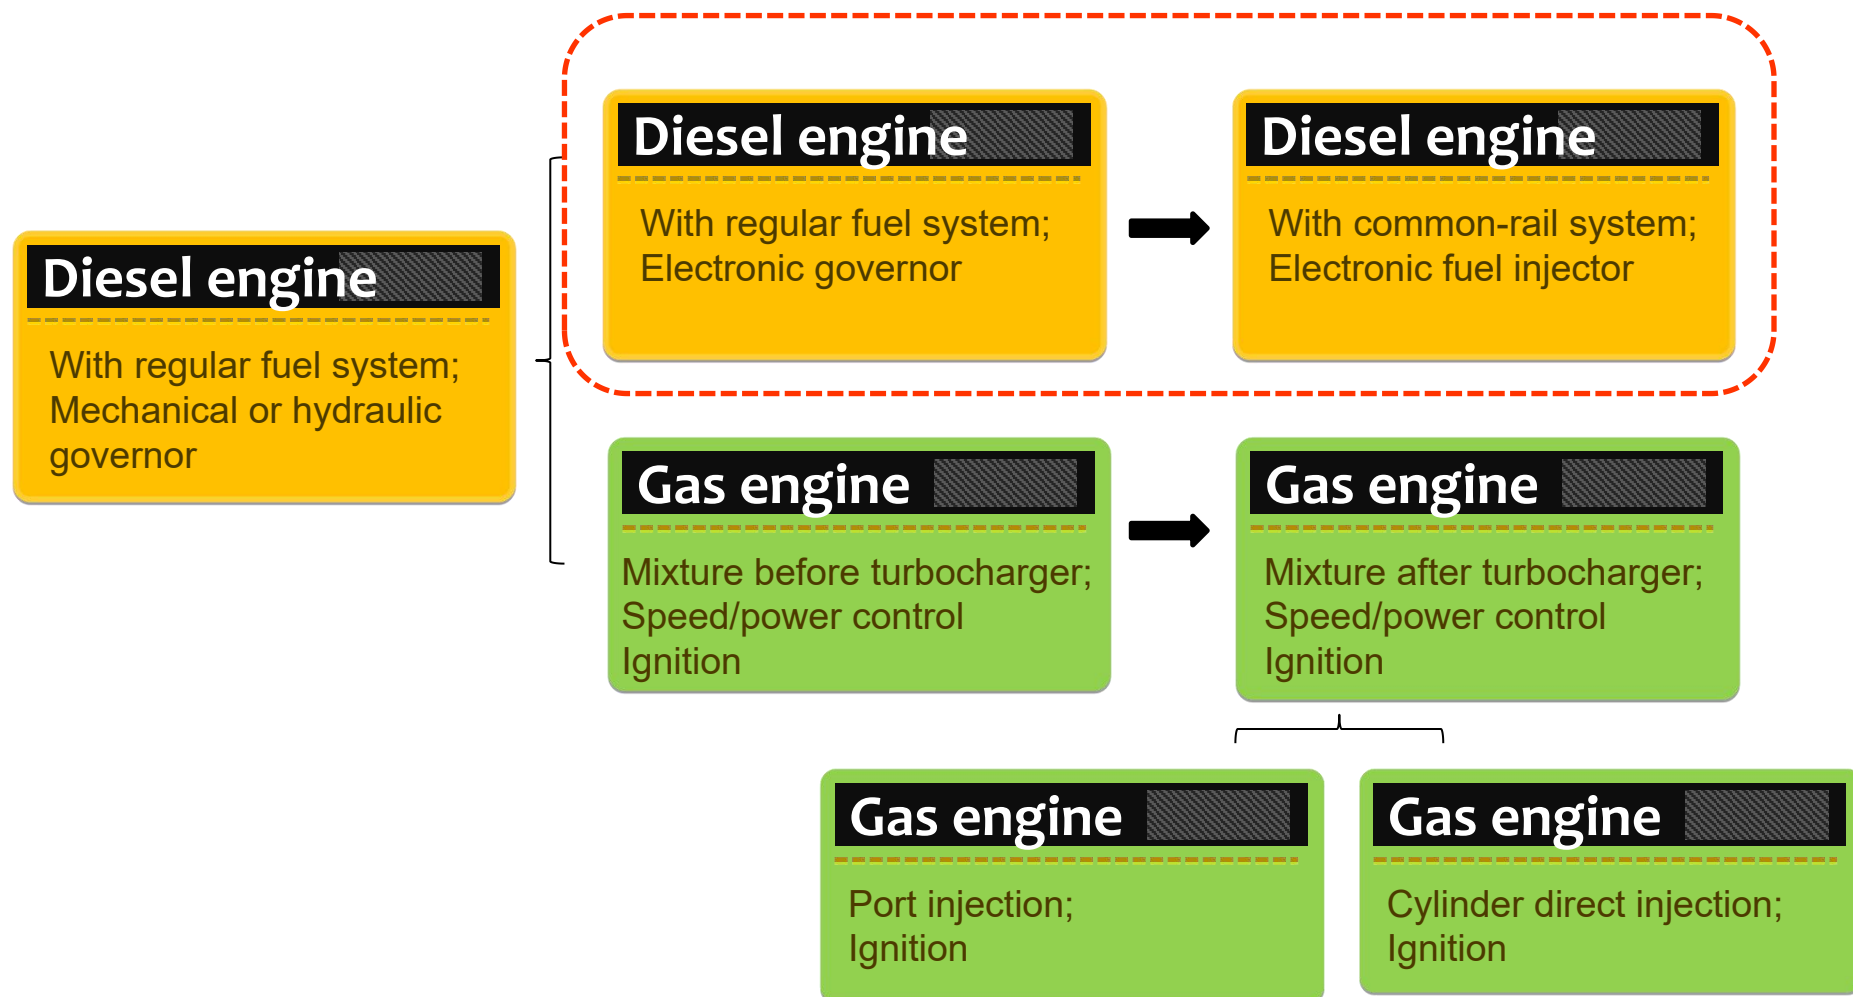 Diesel engine
With regular fuel system;
Mechanical or hydraulic
governor
Diesel engine
With regular fuel system;
Electronic governor
Diesel engine
With common-rail system;
Electronic fuel injector
Gas engine
Mixture before turbocharger;
Speed/power control
Ignition
Gas engine
Mixture after turbocharger;
Speed/power control
Ignition
Gas engine
Port injection;
Ignition
Gas engine
Cylinder direct injection;
Ignition